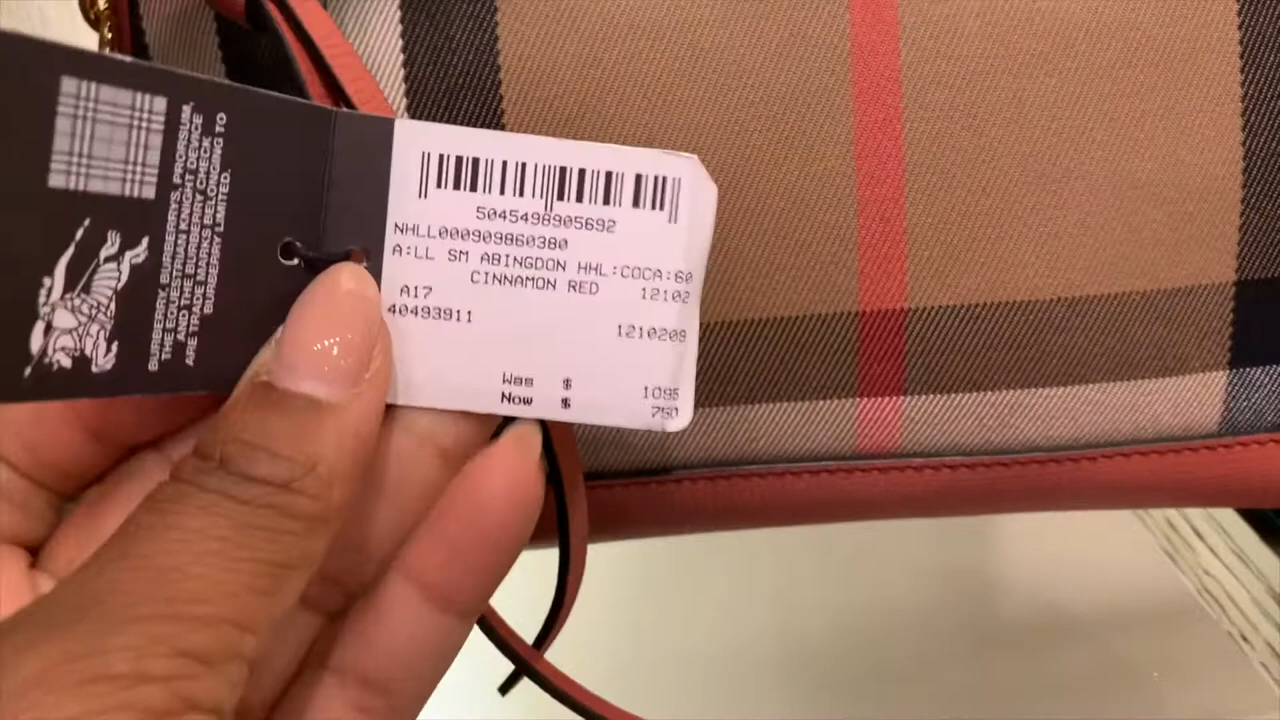 BURBERRY, BURBERRY'S, PRORSUM,
THE EQUESTRIAN KNIGHT DEVICE
AND THE BURBERRY CHECK
ARE TRADE MARKS BELONGING TO
BURBERRY LIMITED.
5045498905692
NHLL000909860380
A:LL SM ABINGDON HHL:COCA:60
CINNAMON RED 12102
A17
40493911 1210209
Was $ 1095
Now $ 750